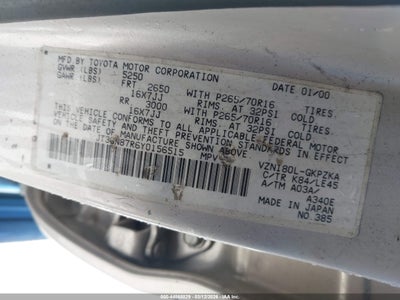 MFD. BY TOYOTA MOTOR CORPORATION DATE 01/00
GVWR (LBS) 5250
GAWR (LBS) FRT 2650 WITH P265/70R16 TIRES.
16X7JJ RIMS. AT 32PSI COLD
RR 3000 WITH P265/70R16 TIRES.
16X7JJ RIMS. AT 32PSI COLD
THIS VEHICLE CONFORMS TO ALL APPLICABLE FEDERAL MOTOR
VEHICLE SAFETY AND THEFT PREVENTION STANDARDS IN EFFECT
ON THE DATE OF MANUFACTURE SHOWN ABOVE
MPV
VZN180L-GKPZKA
C/TR K84/LE45
A/TM A03A/
A340E
MADE IN JAPAN
NO.385